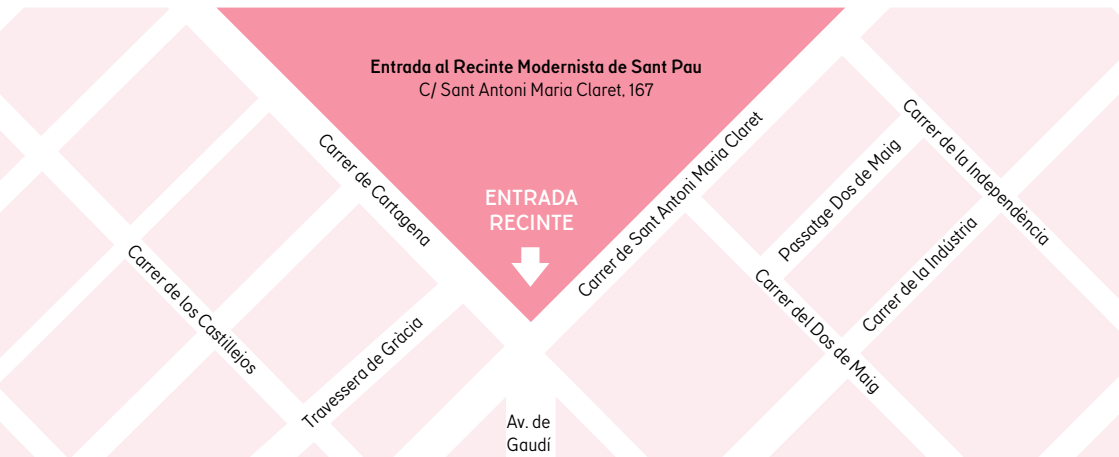 Entrada al Recinte Modernista de Sant Pau
C/ Sant Antoni Maria Claret, 167
ENTRADA
RECINTE
Carrer de Cartagena
Carrer de Sant Antoni Maria Claret
Carrer de la Independència
Passatge Dos de Maig
Carrer de la Indústria
Carrer de los Castillejos
Carrer del Dos de Maig
Travessera de Gràcia
Av. de
Gaudí